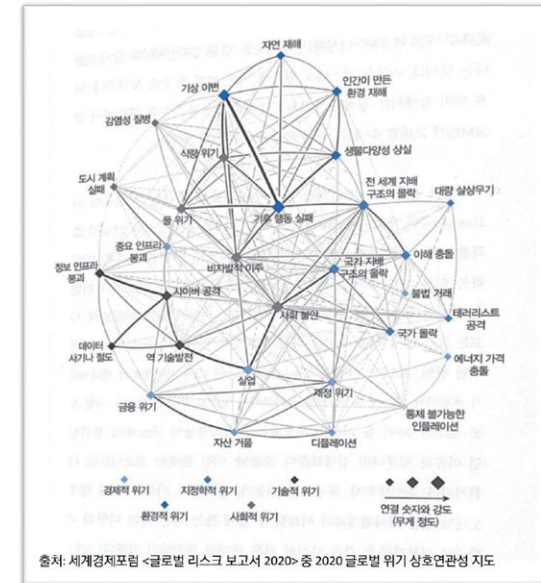 자연 재해
기상 이변
인간이 만든
환경 재해
감염성 질병
식량 위기
생물다양성 상실
도시 계획
실패
전 세계 지배
구조의 몰락
대량 살상무기
물 위기
기후 행동 실패
중요 인프라
붕괴
정보 인프라
붕괴
비자발적 이주
국가 지배
구조의 몰락
이해 충돌
사이버 공격
불법 거래
사회 불안
테러리스트
공격
국가 몰락
데이터
사기나 절도
역 기술발전
에너지 가격
충돌
실업
재정 위기
금융 위기
통제 불가능한
인플레이션
자산 거품
디플레이션
경제적 위기
지정학적 위기
기술적 위기
환경적 위기
사회적 위기
연결 숫자와 강도
(무게 정도)
출처: 세계경제포럼 <글로벌 리스크 보고서 2020> 중 2020 글로벌 위기 상호연관성 지도